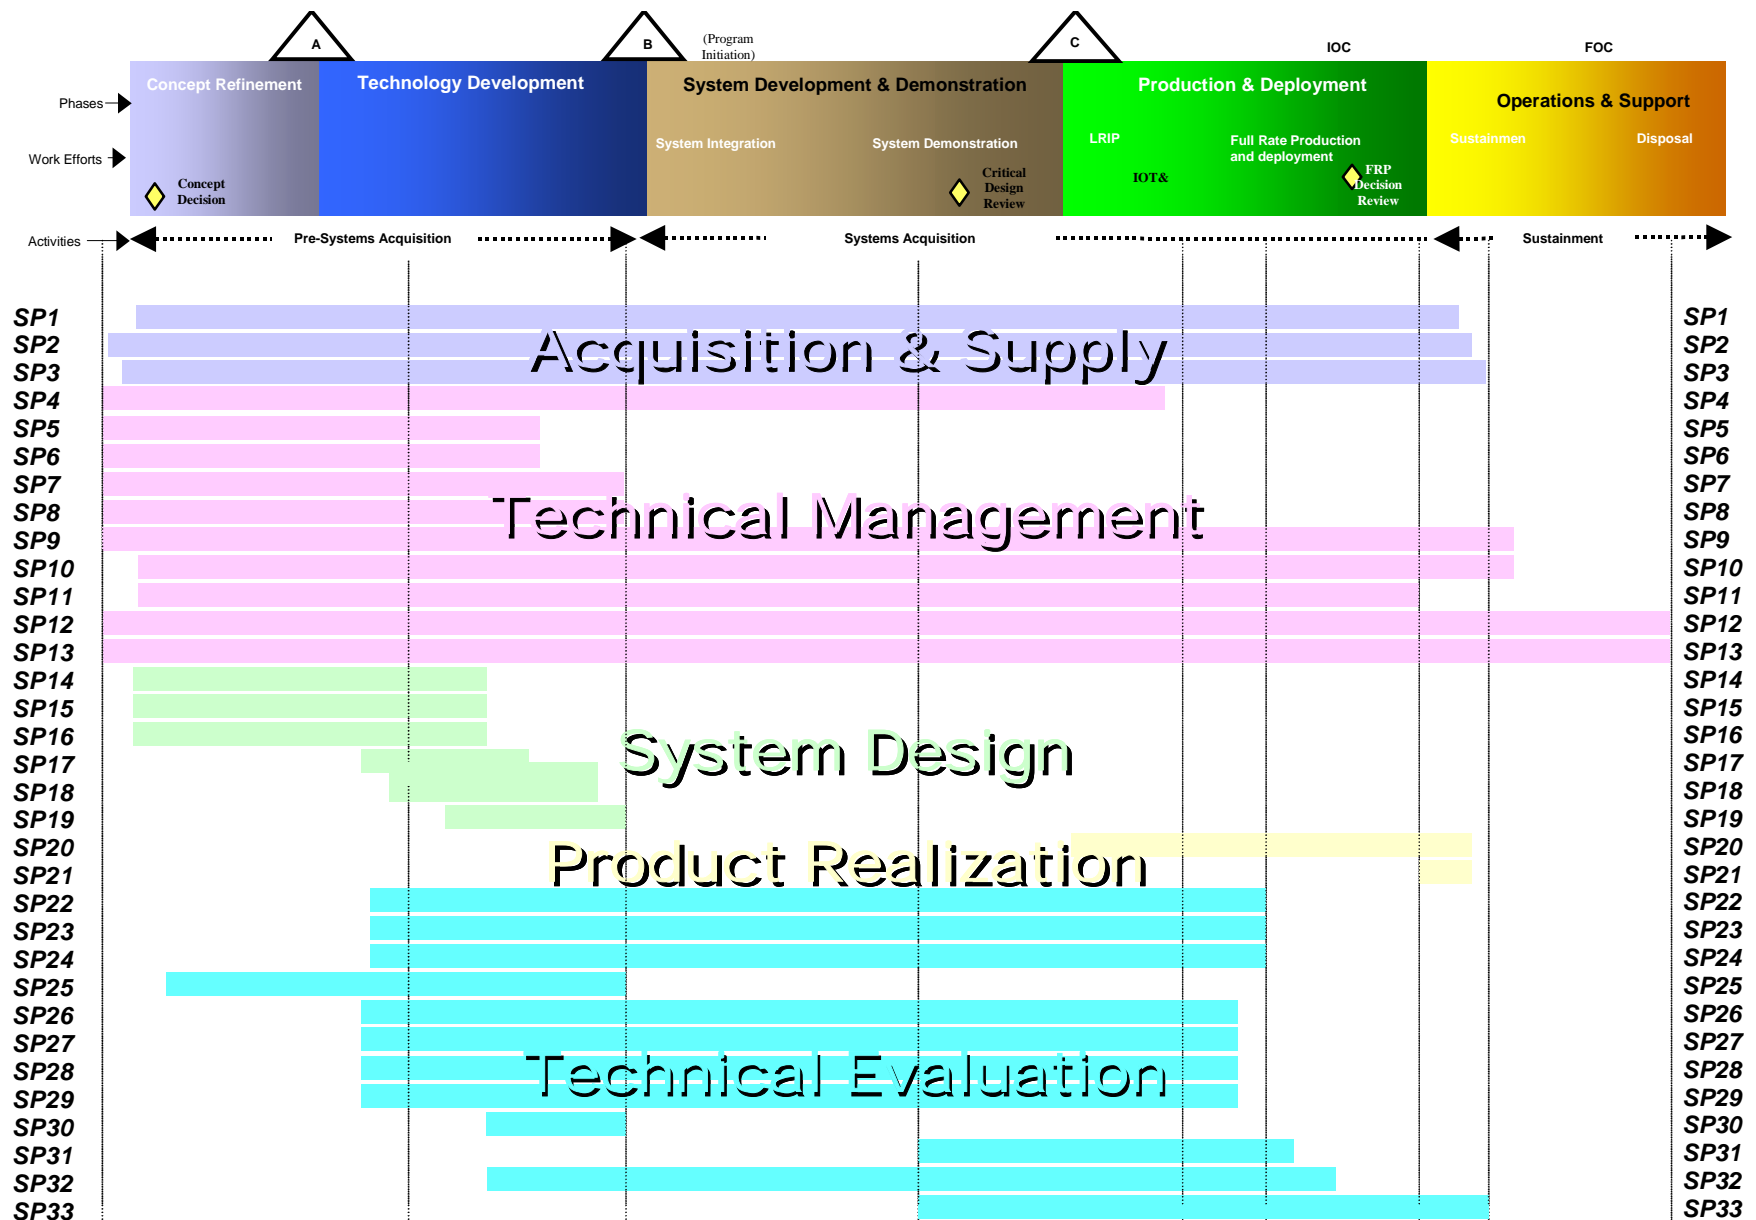 A
B
(Program
Initiation)
C
IOC
FOC
Concept Refinement
Technology Development
System Development & Demonstration
Production & Deployment
Operations & Support
Phases
Work Efforts
System Integration
System Demonstration
LRIP
Full Rate Production
and deployment
Sustainmen
Disposal
Concept
Decision
Critical
Design
Review
IOT&
FRP
Decision
Review
Activities
Pre-Systems Acquisition
Systems Acquisition
Sustainment
SP1 SP1
SP2 SP2
Acquisition & Supply
SP3 SP3
SP4 SP4
SP5 SP5
SP6 SP6
SP7 SP7
SP8 SP8
Technical Management
SP9 SP9
SP10 SP10
SP11 SP11
SP12 SP12
SP13 SP13
SP14 SP14
SP15 SP15
SP16 SP16
System Design
SP17 SP17
SP18 SP18
SP19 SP19
SP20 SP20
Product Realization
SP21 SP21
SP22 SP22
SP23 SP23
SP24 SP24
SP25 SP25
SP26 SP26
SP27 SP27
SP28 SP28
Technical Evaluation
SP29 SP29
SP30 SP30
SP31 SP31
SP32 SP32
SP33 SP33